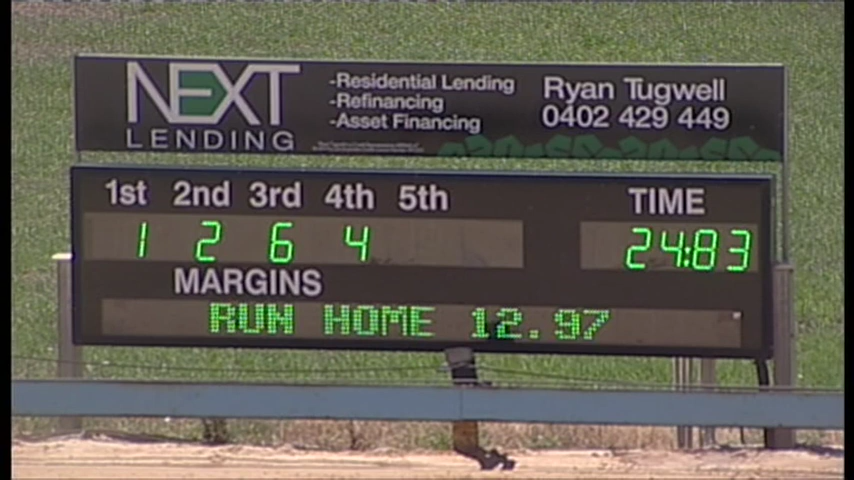 NEXT
LENDING
-Residential Lending
-Refinancing
-Asset Financing
Ryan Tugwell
0402 429 449
1st 2nd 3rd 4th 5th TIME
1 2 6 4 24:83
MARGINS
RUN HOME 12.97